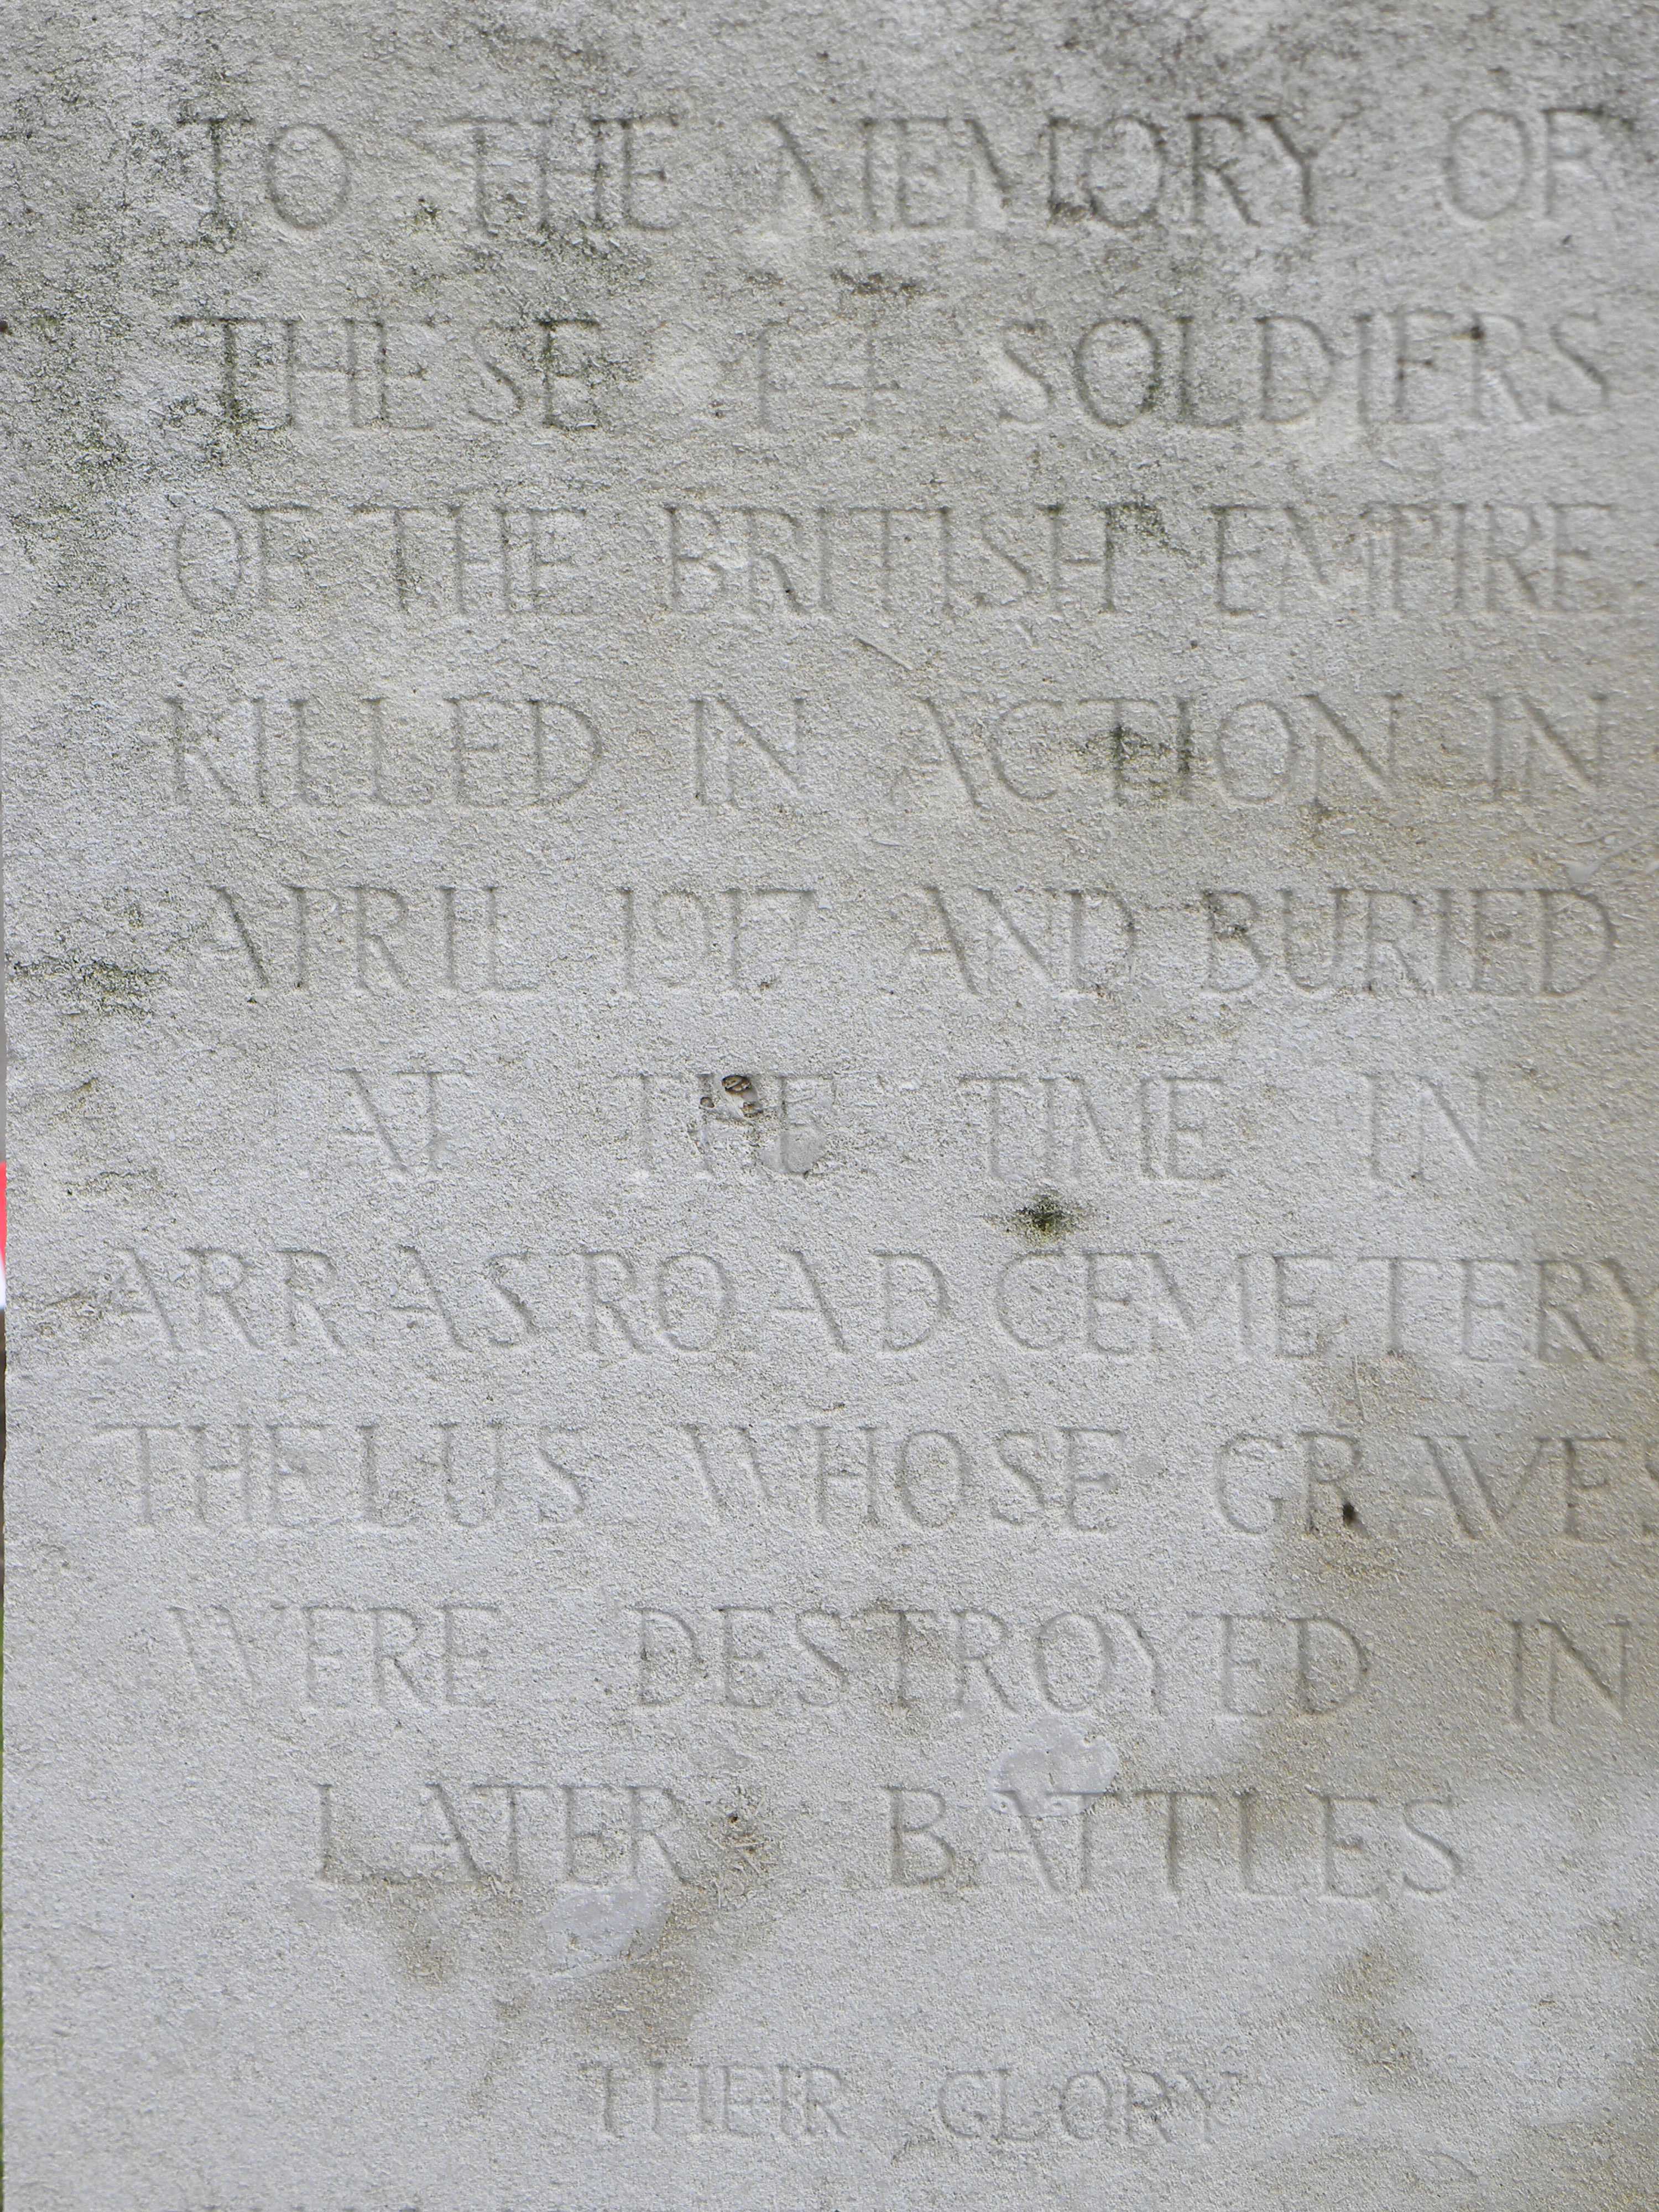 TO THE MEMORY OF
THESE SOLDIERS
OF THE BRITISH EMPIRE
KILLED IN ACTION IN
APRIL 1917 AND BURIED
AT THE TIME IN
ARRAS ROAD CEMETERY
THELUS WHOSE GRAVES
WERE DESTROYED IN
LATER BATTLES
THEIR GLORY